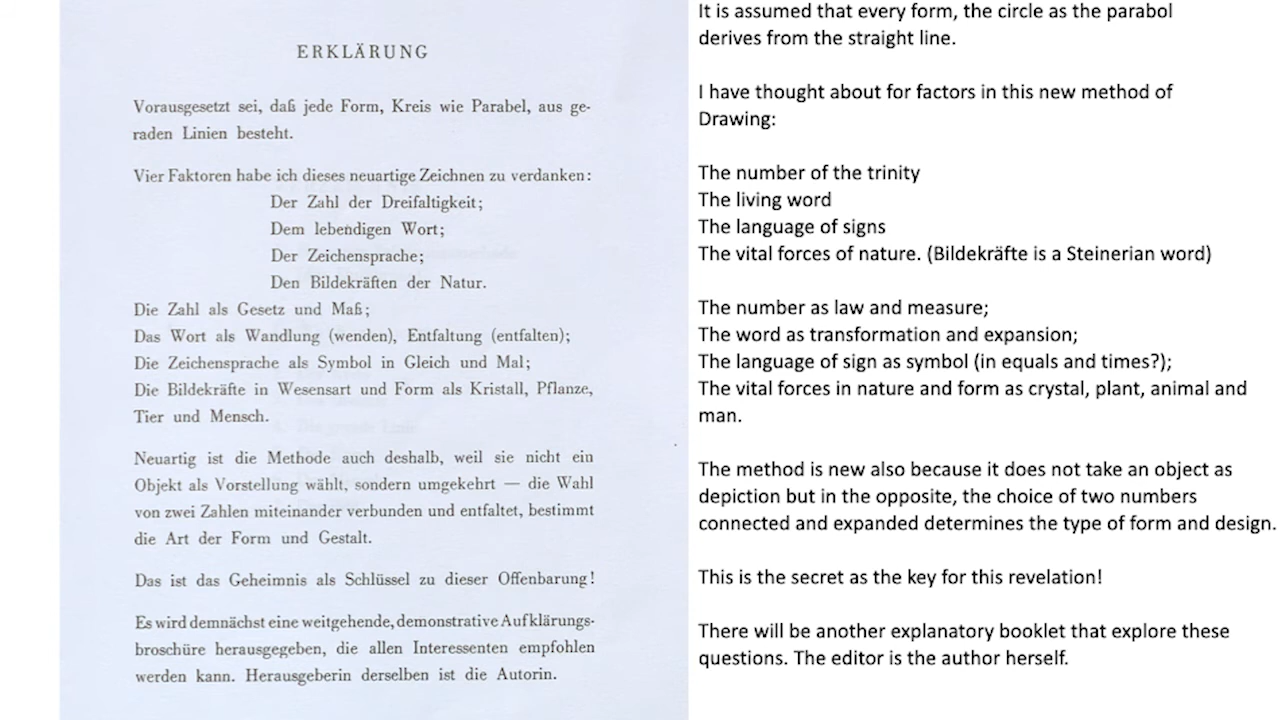 ERKLÄRUNG
Vorausgesetzt sei, daß jede Form, Kreis wie Parabel, aus ge-
raden Linien besteht.
Vier Faktoren habe ich dieses neuartige Zeichnen zu verdanken:
Der Zahl der Dreifaltigkeit;
Dem lebendigen Wort;
Der Zeichensprache;
Den Bildekräften der Natur.
Die Zahl als Gesetz und Maß;
Das Wort als Wandlung (wenden), Entfaltung (entfalten);
Die Zeichensprache als Symbol in Gleich und Mal;
Die Bildekräfte in Wesensart und Form als Kristall, Pflanze,
Tier und Mensch.
Neuartig ist die Methode auch deshalb, weil sie nicht ein
Objekt als Vorstellung wählt, sondern umgekehrt — die Wahl
von zwei Zahlen miteinander verbunden und entfaltet, bestimmt
die Art der Form und Gestalt.
Das ist das Geheimnis als Schlüssel zu dieser Offenbarung!
Es wird demnächst eine weitgehende, demonstrative Aufklärungs-
broschüre herausgegeben, die allen Interessenten empfohlen
werden kann. Herausgeberin derselben ist die Autorin.
It is assumed that every form, the circle as the parabol
derives from the straight line.
I have thought about for factors in this new method of
Drawing:
The number of the trinity
The living word
The language of signs
The vital forces of nature. (Bildekräfte is a Steinerian word)
The number as law and measure;
The word as transformation and expansion;
The language of sign as symbol (in equals and times?);
The vital forces in nature and form as crystal, plant, animal and
man.
The method is new also because it does not take an object as
depiction but in the opposite, the choice of two numbers
connected and expanded determines the type of form and design.
This is the secret as the key for this revelation!
There will be another explanatory booklet that explore these
questions. The editor is the author herself.